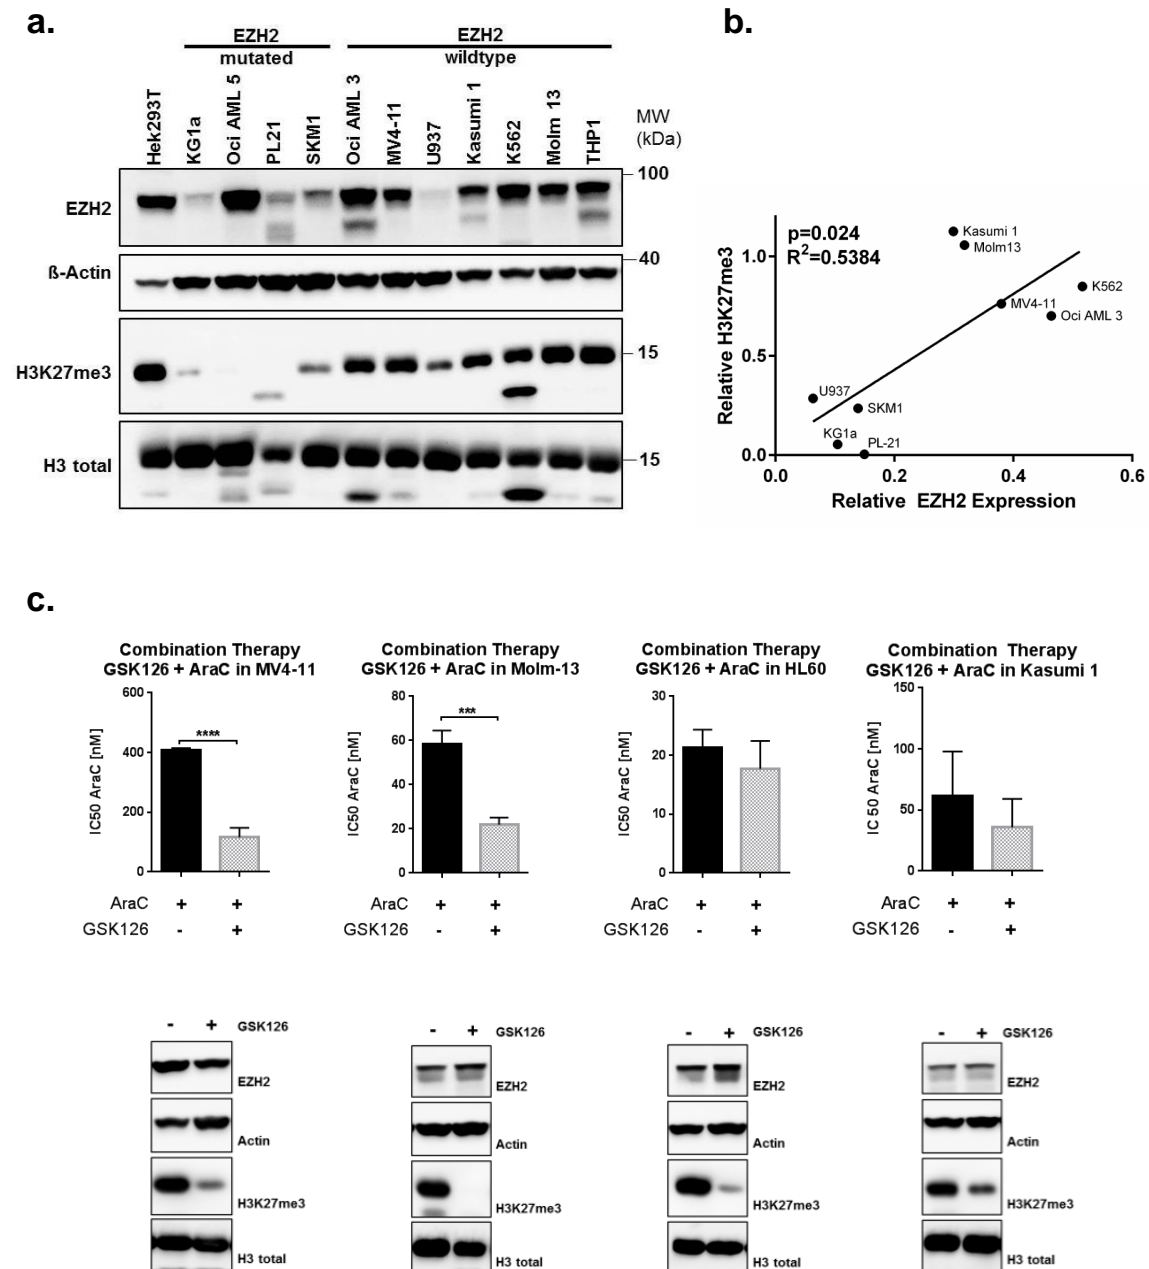 a.
EZH2
mutated
EZH2
wildtype
Hek293T
KG1a
Oci AML 5
PL21
SKM1
Oci AML 3
MV4-11
U937
Kasumi 1
K562
Molm 13
THP1
MW
(kDa)
EZH2
100
ß-Actin
40
H3K27me3
15
H3 total
15
b.
p=0.024
R2=0.5384
Relative H3K27me3
1.0
0.5
0.0
Kasumi 1
Molm13
K562
MV4-11
Oci AML 3
U937
SKM1
KG1a
PL-21
0.0
0.2
0.4
0.6
Relative EZH2 Expression
c.
Combination Therapy
GSK126 + AraC in MV4-11
IC50 AraC [nM]
600
400
200
0
****
AraC + +
GSK126 - +
Combination Therapy
GSK126 + AraC in Molm-13
IC50 AraC [nM]
80
60
40
20
0
***
AraC + +
GSK126 - +
Combination Therapy
GSK126 + AraC in HL60
IC50 AraC [nM]
30
20
10
0
AraC + +
GSK126 - +
Combination Therapy
GSK126 + AraC in Kasumi 1
IC 50 AraC [nM]
150
100
50
0
AraC + +
GSK126 - +
- + GSK126
EZH2
Actin
H3K27me3
H3 total
- + GSK126
EZH2
Actin
H3K27me3
H3 total
- + GSK126
EZH2
Actin
H3K27me3
H3 total
- + GSK126
EZH2
Actin
H3K27me3
H3 total